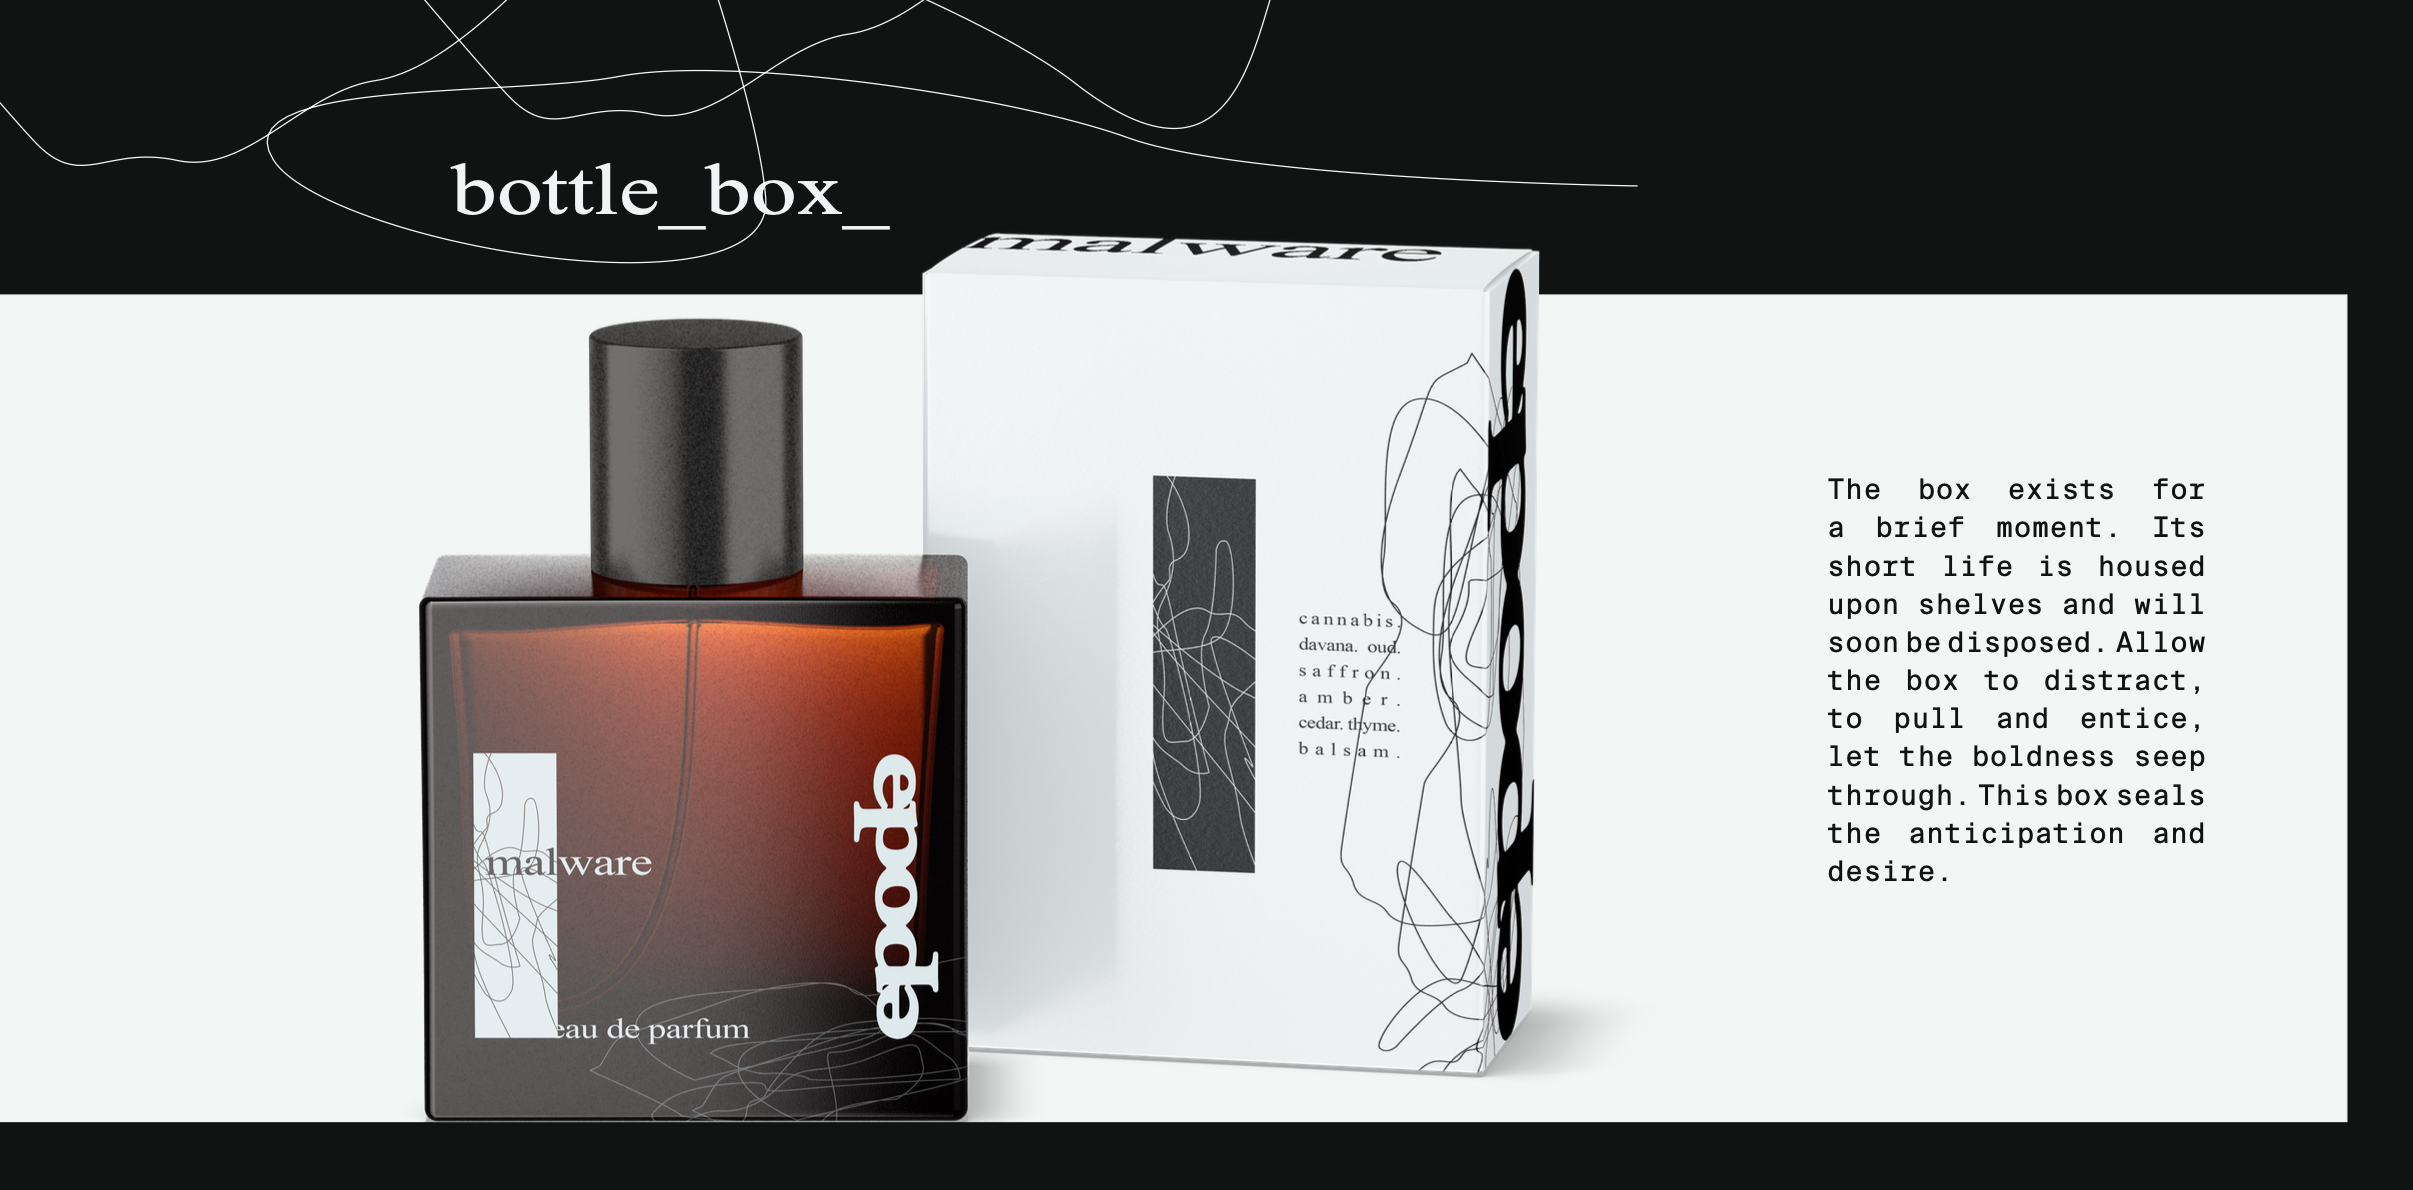 bottle_box_
malware
epode
cannabis.
davana. oud.
saffron.
amber.
cedar. thyme.
balsam.
malware
eau de parfum
epode
The box exists for
a brief moment. Its
short life is housed
upon shelves and will
soon be disposed. Allow
the box to distract,
to pull and entice,
let the boldness seep
through. This box seals
the anticipation and
desire.